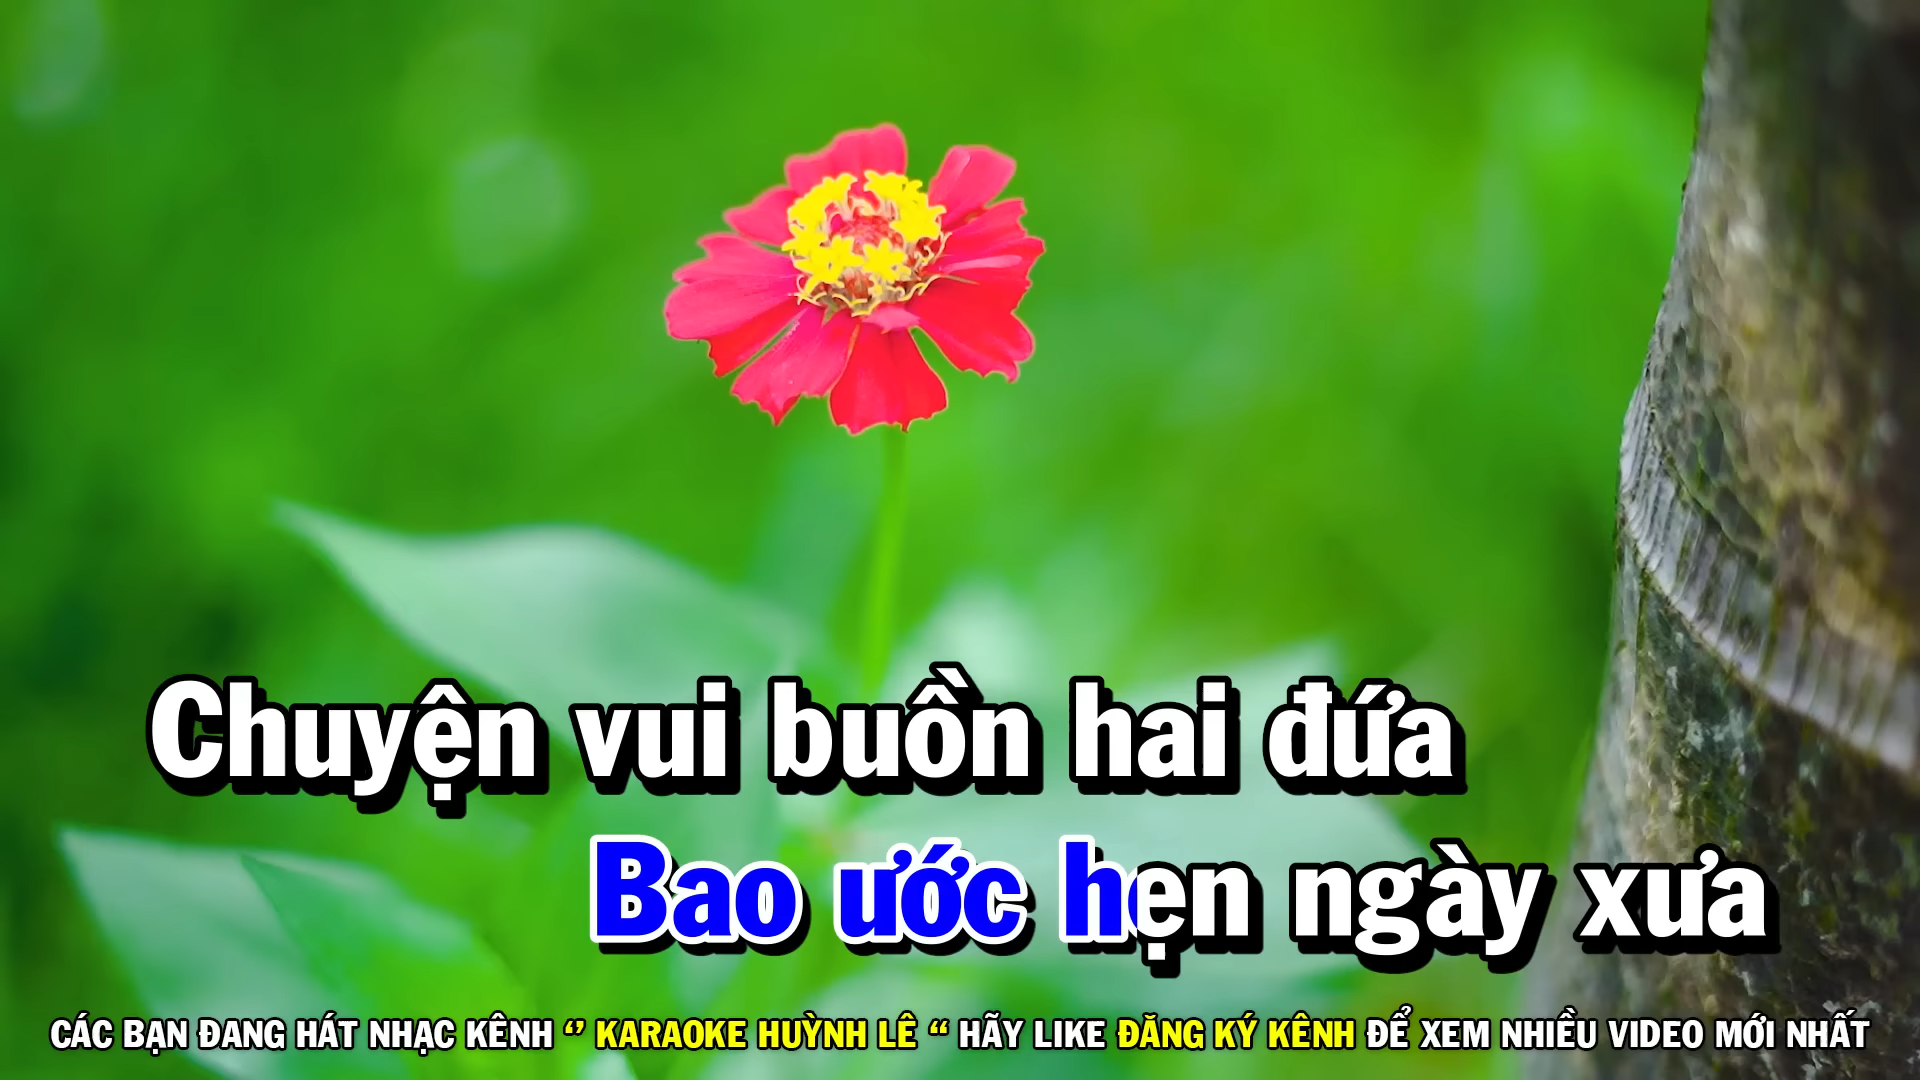 Chuyện vui buồn hai đứa
Bao ước hẹn ngày xưa
CÁC BẠN ĐANG HÁT NHẠC KÊNH ‘’ KARAOKE HUỲNH LÊ “ HÃY LIKE ĐĂNG KÝ KÊNH ĐỂ XEM NHIỀU VIDEO MỚI NHẤT